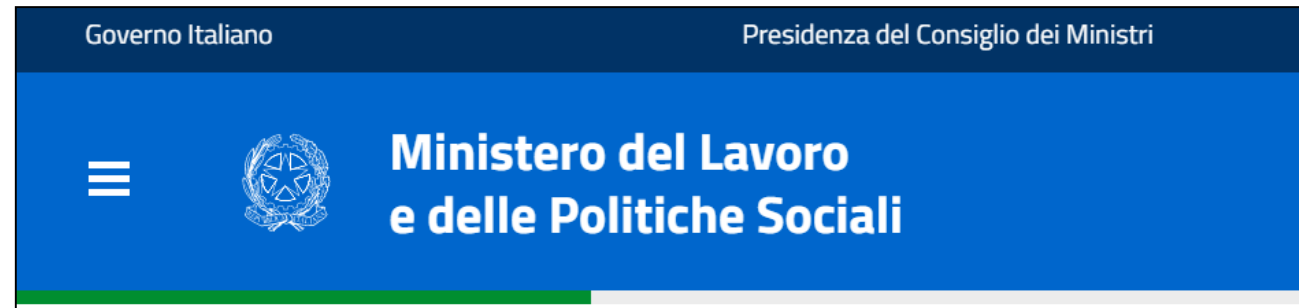 Governo Italiano
Presidenza del Consiglio dei Ministri
Ministero del Lavoro
e delle Politiche Sociali